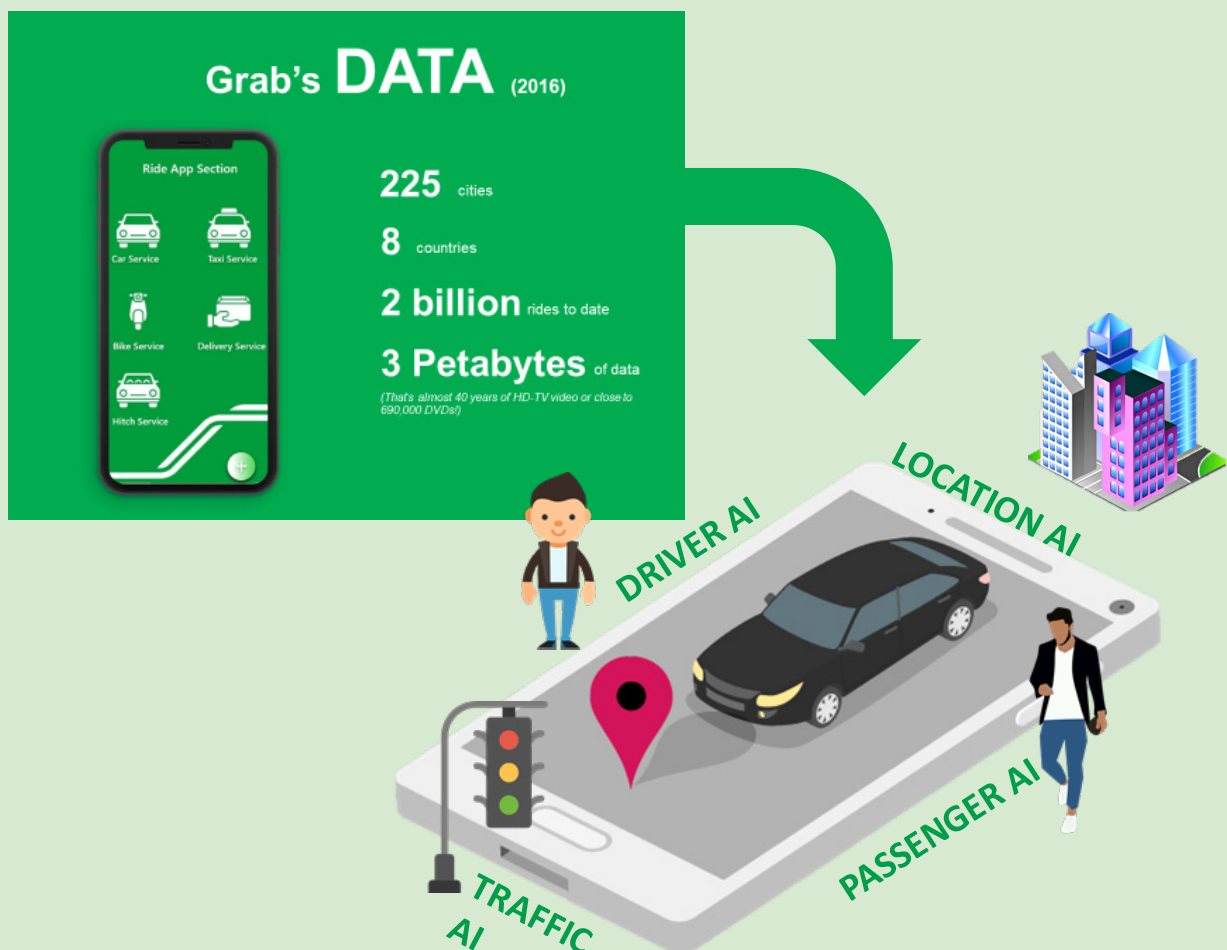 Grab's DATA (2016)
Ride App Section
Car Service
Taxi Service
Bike Service
Delivery Service
Hitch Service
+
225 cities
8 countries
2 billion rides to date
3 Petabytes of data
(That's almost 40 years of HD-TV video or close to
690,000 DVDs!)
DRIVER AI
LOCATION AI
PASSENGER AI
TRAFFIC
AI